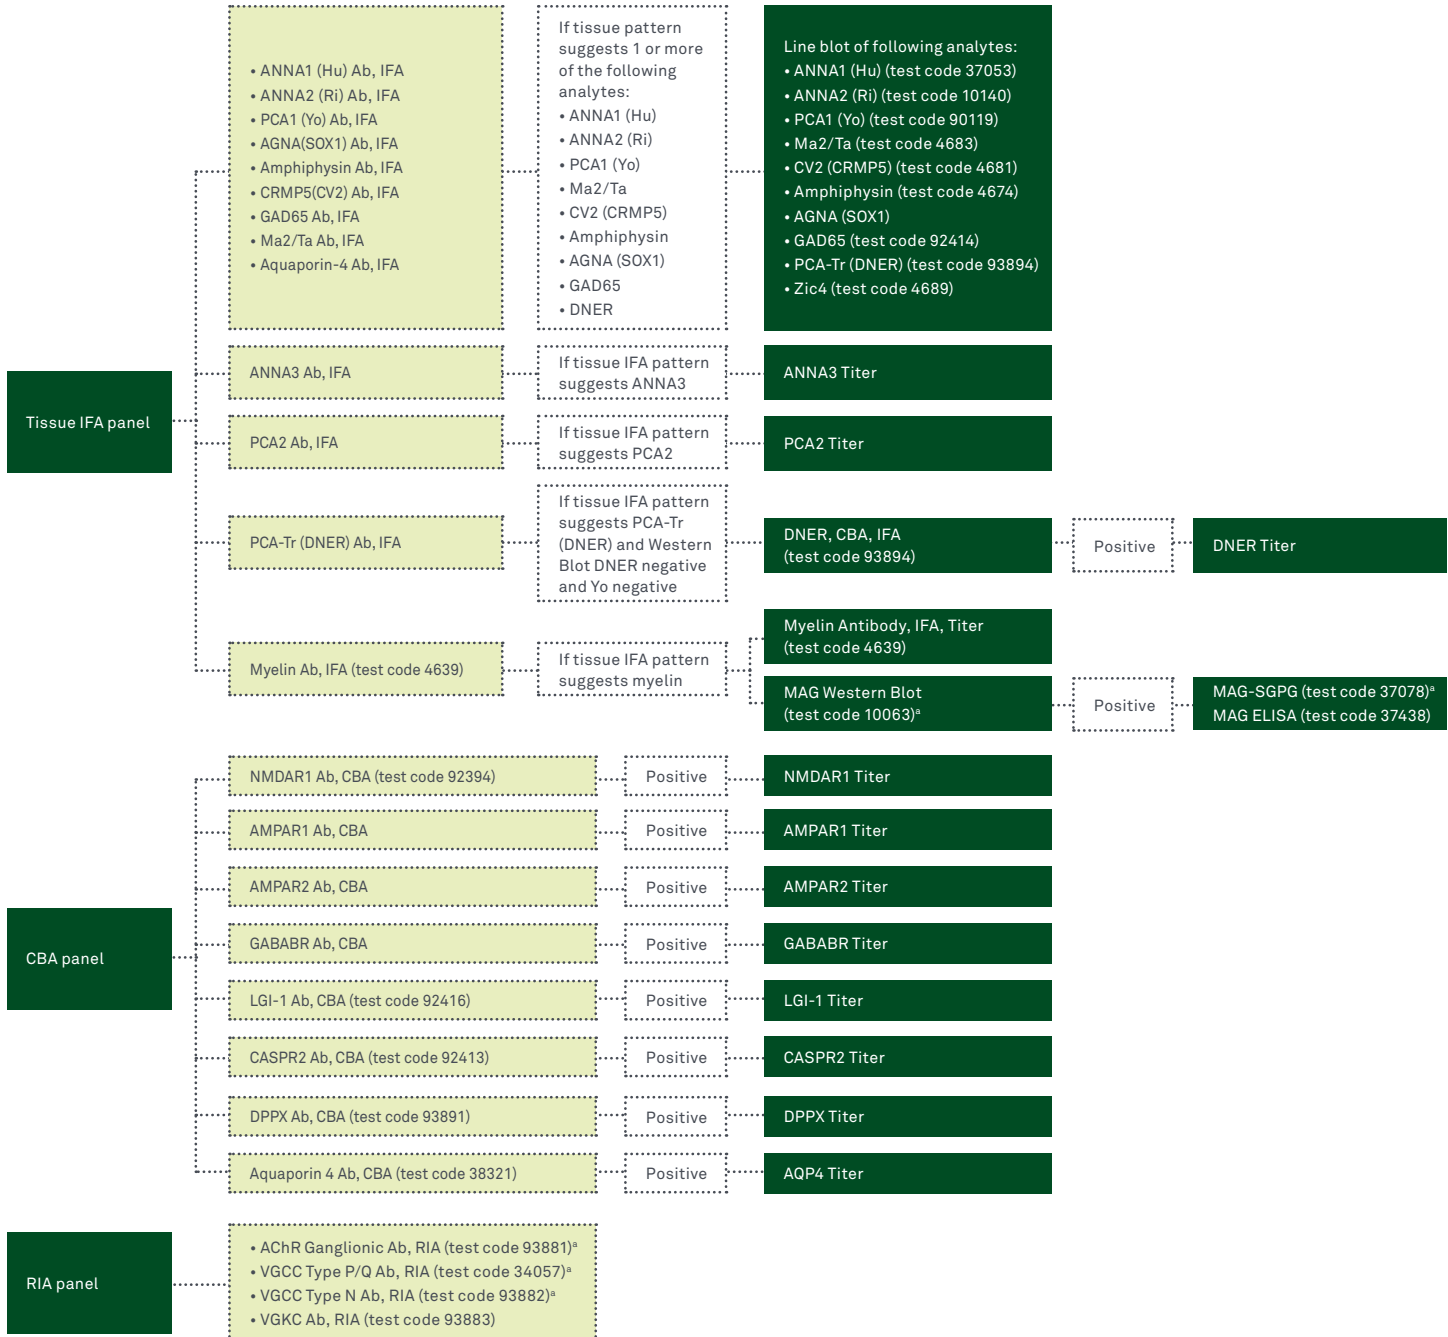 Tissue IFA panel
• ANNA1 (Hu) Ab, IFA
• ANNA2 (Ri) Ab, IFA
• PCA1 (Yo) Ab, IFA
• AGNA(SOX1) Ab, IFA
• Amphiphysin Ab, IFA
• CRMP5(CV2) Ab, IFA
• GAD65 Ab, IFA
• Ma2/Ta Ab, IFA
• Aquaporin-4 Ab, IFA
If tissue pattern
suggests 1 or more
of the following
analytes:
• ANNA1 (Hu)
• ANNA2 (Ri)
• PCA1 (Yo)
• Ma2/Ta
• CV2 (CRMP5)
• Amphiphysin
• AGNA (SOX1)
• GAD65
• DNER
Line blot of following analytes:
• ANNA1 (Hu) (test code 37053)
• ANNA2 (Ri) (test code 10140)
• PCA1 (Yo) (test code 90119)
• Ma2/Ta (test code 4683)
• CV2 (CRMP5) (test code 4681)
• Amphiphysin (test code 4674)
• AGNA (SOX1)
• GAD65 (test code 92414)
• PCA-Tr (DNER) (test code 93894)
• Zic4 (test code 4689)
ANNA3 Ab, IFA
If tissue IFA pattern
suggests ANNA3
ANNA3 Titer
PCA2 Ab, IFA
If tissue IFA pattern
suggests PCA2
PCA2 Titer
PCA-Tr (DNER) Ab, IFA
If tissue IFA pattern
suggests PCA-Tr
(DNER) and Western
Blot DNER negative
and Yo negative
DNER, CBA, IFA
(test code 93894)
Positive
DNER Titer
Myelin Ab, IFA (test code 4639)
If tissue IFA pattern
suggests myelin
Myelin Antibody, IFA, Titer
(test code 4639)
MAG Western Blot
(test code 10063)ª
Positive
MAG-SGPG (test code 37078)ª
MAG ELISA (test code 37438)
CBA panel
NMDAR1 Ab, CBA (test code 92394)
Positive
NMDAR1 Titer
AMPAR1 Ab, CBA
Positive
AMPAR1 Titer
AMPAR2 Ab, CBA
Positive
AMPAR2 Titer
GABABR Ab, CBA
Positive
GABABR Titer
LGI-1 Ab, CBA (test code 92416)
Positive
LGI-1 Titer
CASPR2 Ab, CBA (test code 92413)
Positive
CASPR2 Titer
DPPX Ab, CBA (test code 93891)
Positive
DPPX Titer
Aquaporin 4 Ab, CBA (test code 38321)
Positive
AQP4 Titer
RIA panel
• AChR Ganglionic Ab, RIA (test code 93881)ª
• VGCC Type P/Q Ab, RIA (test code 34057)ª
• VGCC Type N Ab, RIA (test code 93882)ª
• VGKC Ab, RIA (test code 93883)